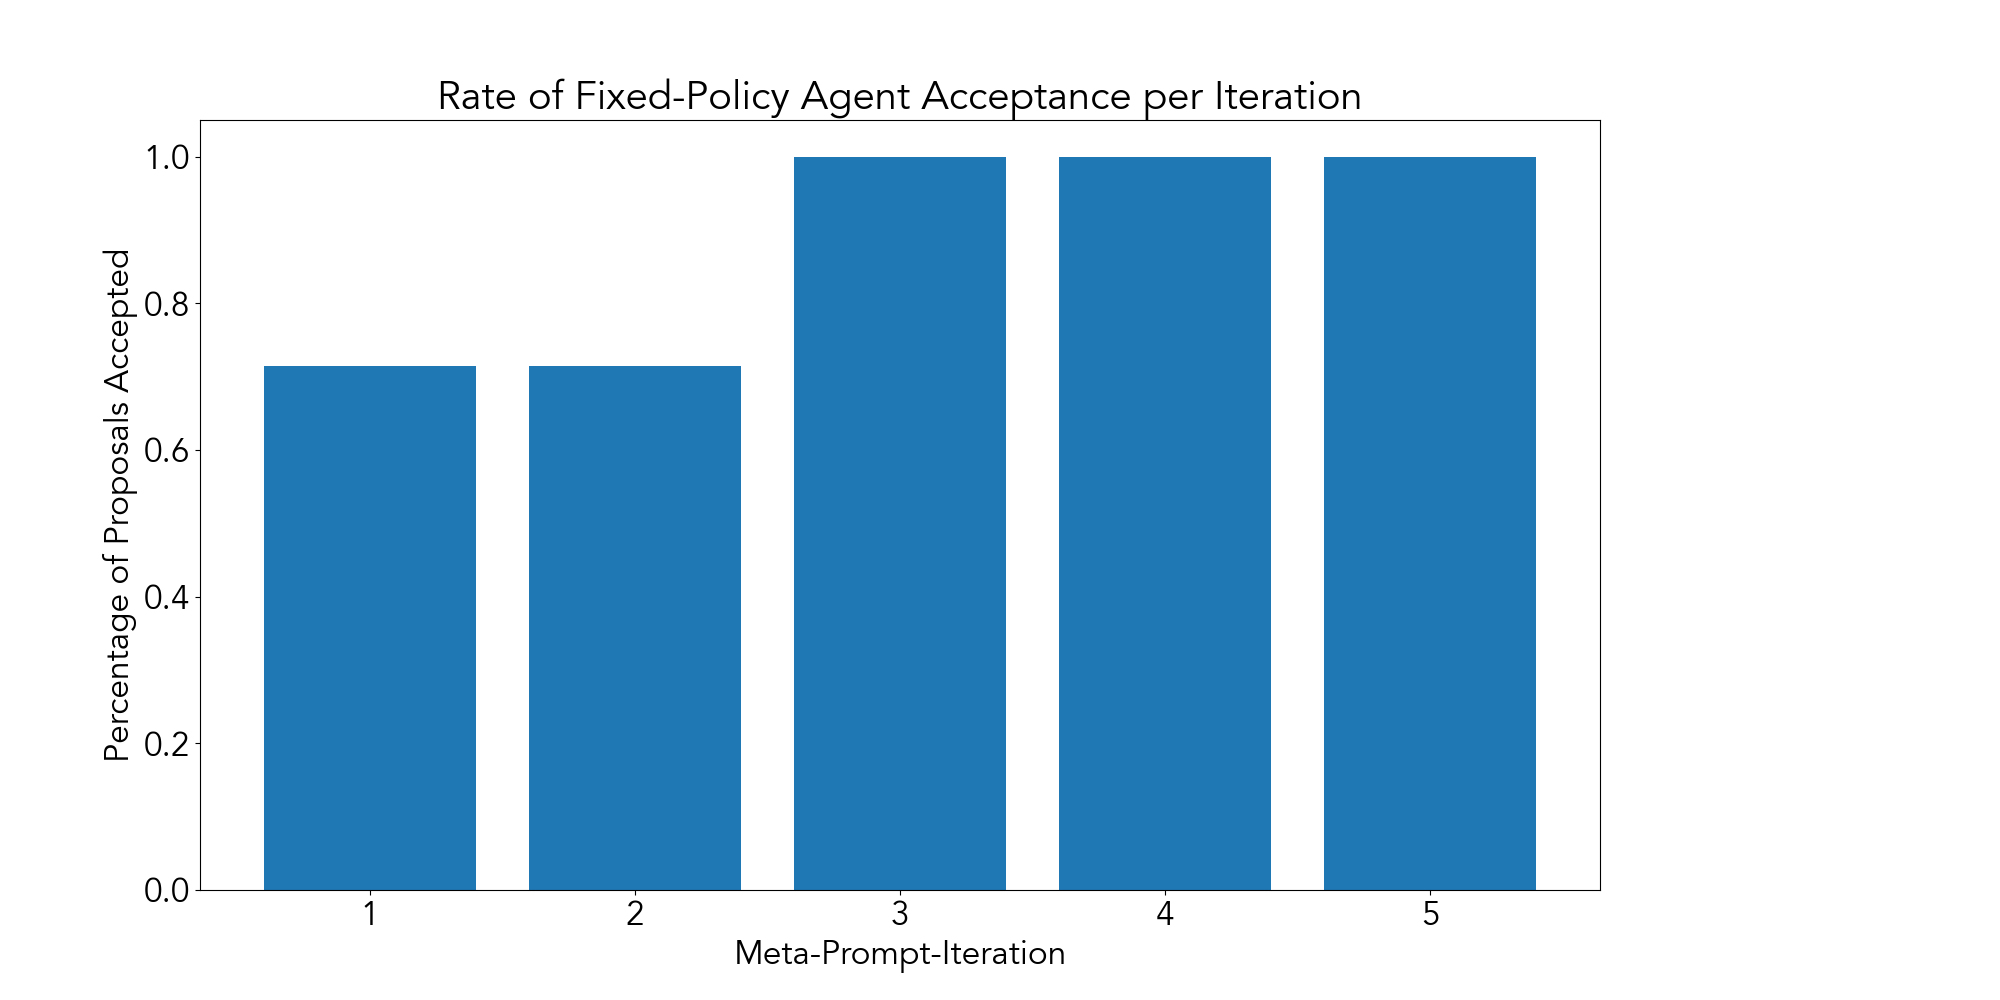 Rate of Fixed-Policy Agent Acceptance per Iteration
Percentage of Proposals Accepted
1.0
0.8
0.6
0.4
0.2
0.0
1 2 3 4 5
Meta-Prompt-Iteration